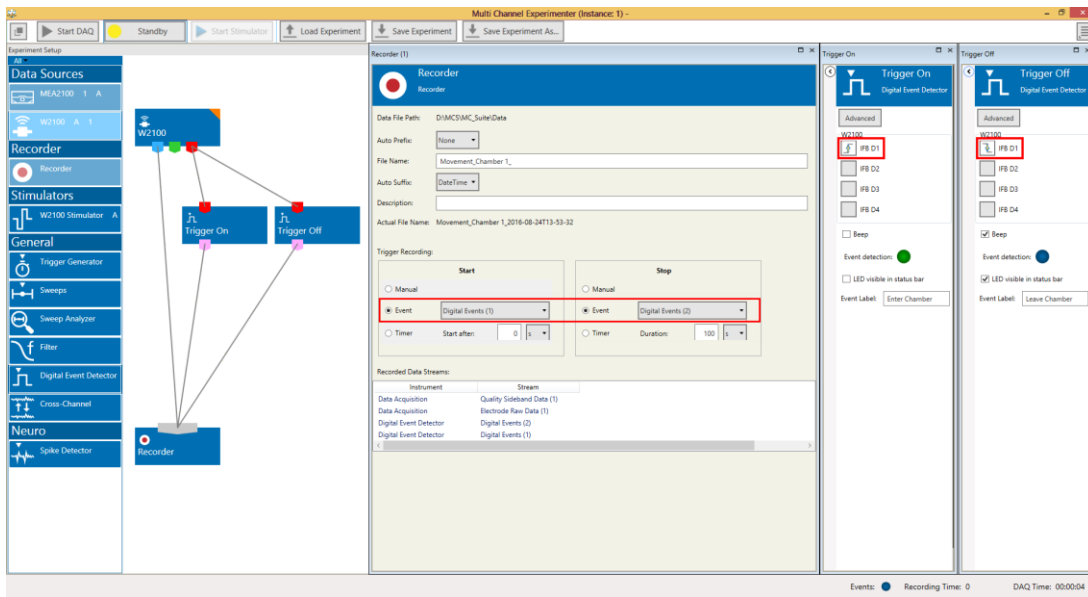 Multi Channel Experimenter (Instance: 1) -
Start DAQ
Standby
Start Stimulator
Load Experiment
Save Experiment
Save Experiment As...
Experiment Setup
All
Data Sources
MEA2100 1 A
W2100 A 1
Recorder
Recorder
Stimulators
W2100 Stimulator A
General
Trigger Generator
Sweeps
Sweep Analyzer
Filter
Digital Event Detector
Cross-Channel
Neuro
Spike Detector
W2100
Trigger On
Trigger Off
Recorder
Recorder (1)
Recorder
Recorder
Data File Path: D:\MCS\MC_Suite\Data
Auto Prefix: None
File Name: Movement_Chamber 1_
Auto Suffix: DateTime
Description:
Actual File Name: Movement_Chamber 1_2016-08-24T13-53-32
Trigger Recording:
Start
Manual
Event Digital Events (1)
Timer Start after: 0 s
Stop
Manual
Event Digital Events (2)
Timer Duration: 100 s
Recorded Data Streams:
Instrument Stream
Data Acquisition Quality Sideband Data (1)
Data Acquisition Electrode Raw Data (1)
Digital Event Detector Digital Events (2)
Digital Event Detector Digital Events (1)
Trigger On
Trigger On
Digital Event Detector
Advanced
W2100
IFB D1
IFB D2
IFB D3
IFB D4
Beep
Event detection:
LED visible in status bar
Event Label: Enter Chamber
Trigger Off
Trigger Off
Digital Event Detector
Advanced
W2100
IFB D1
IFB D2
IFB D3
IFB D4
Beep
Event detection:
LED visible in status bar
Event Label: Leave Chamber
Events: Recording Time: 0 DAQ Time: 00:00:04